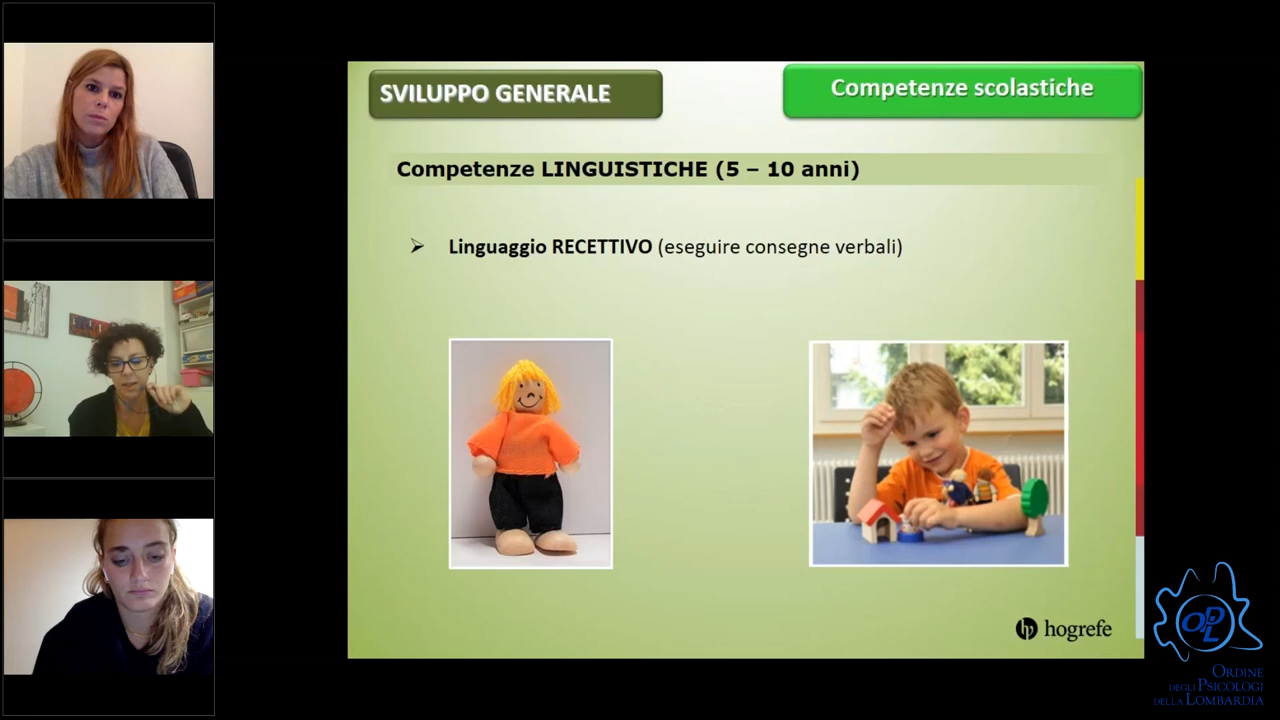 SVILUPPO GENERALE
Competenze scolastiche
Competenze LINGUISTICHE (5 – 10 anni)
➢ Linguaggio RECETTIVO (eseguire consegne verbali)
hogrefe
OPL
ORDINE
DEGLI PSICOLOGI
DELLA LOMBARDIA